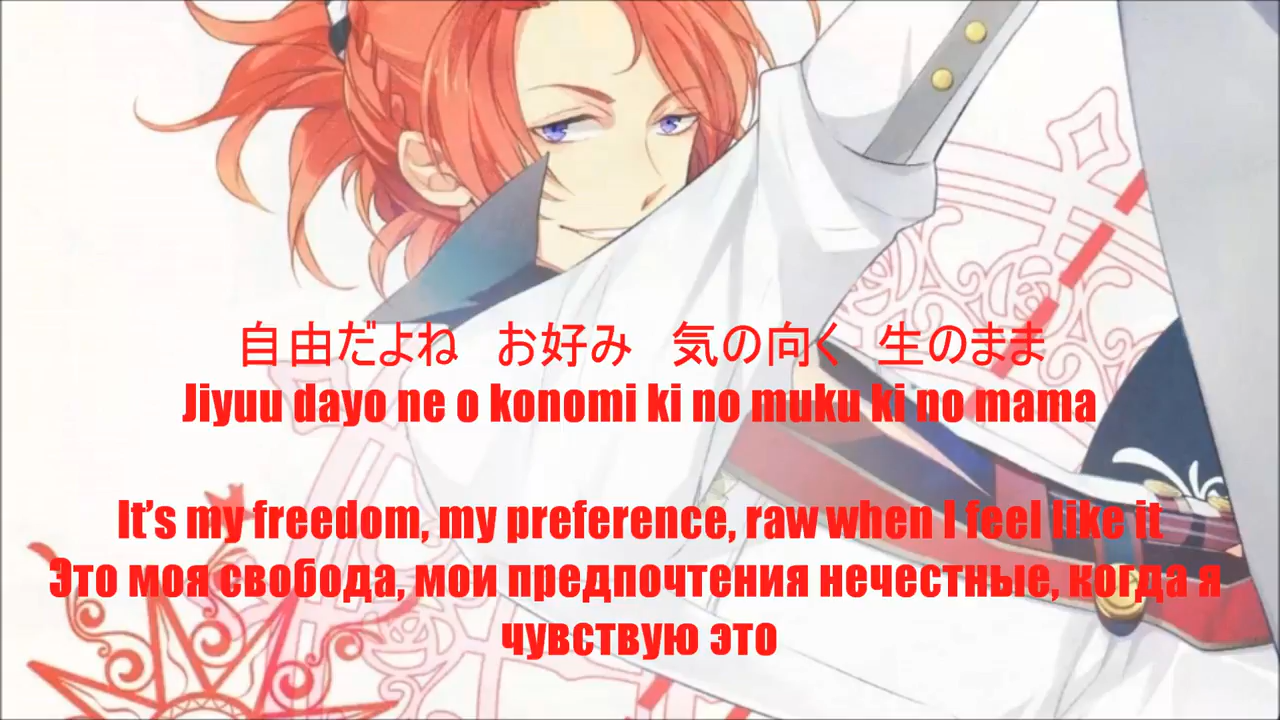 自由だよね　お好み　気の向く　生のまま
Jiyuu dayo ne o konomi ki no muku ki no mama
It’s my freedom, my preference, raw when I feel like it
Это моя свобода, мои предпочтения нечестные, когда я
чувствую это